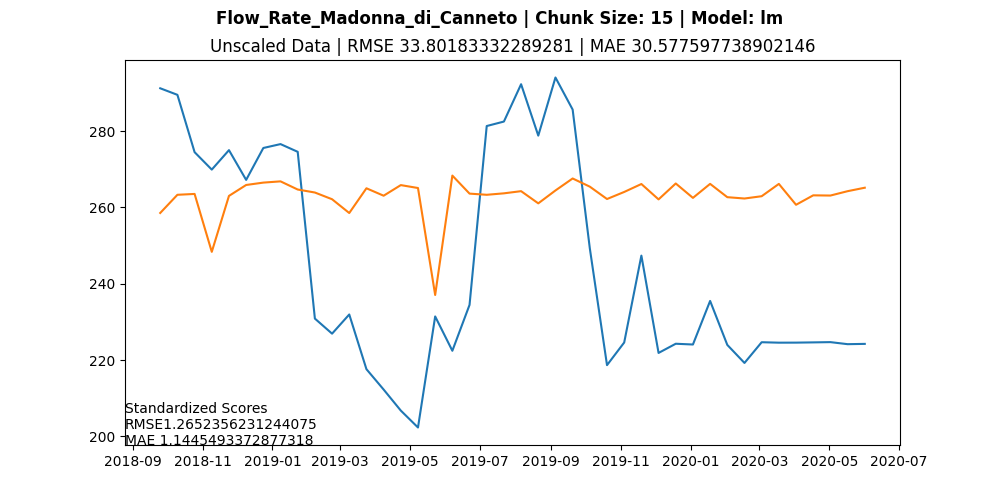 Flow_Rate_Madonna_di_Canneto | Chunk Size: 15 | Model: lm
Unscaled Data | RMSE 33.80183332289281 | MAE 30.577597738902146
280
260
240
220
200
Standardized Scores
RMSE1.2652356231244075
MAE 1.1445493372877318
2018-09 2018-11 2019-01 2019-03 2019-05 2019-07 2019-09 2019-11 2020-01 2020-03 2020-05 2020-07